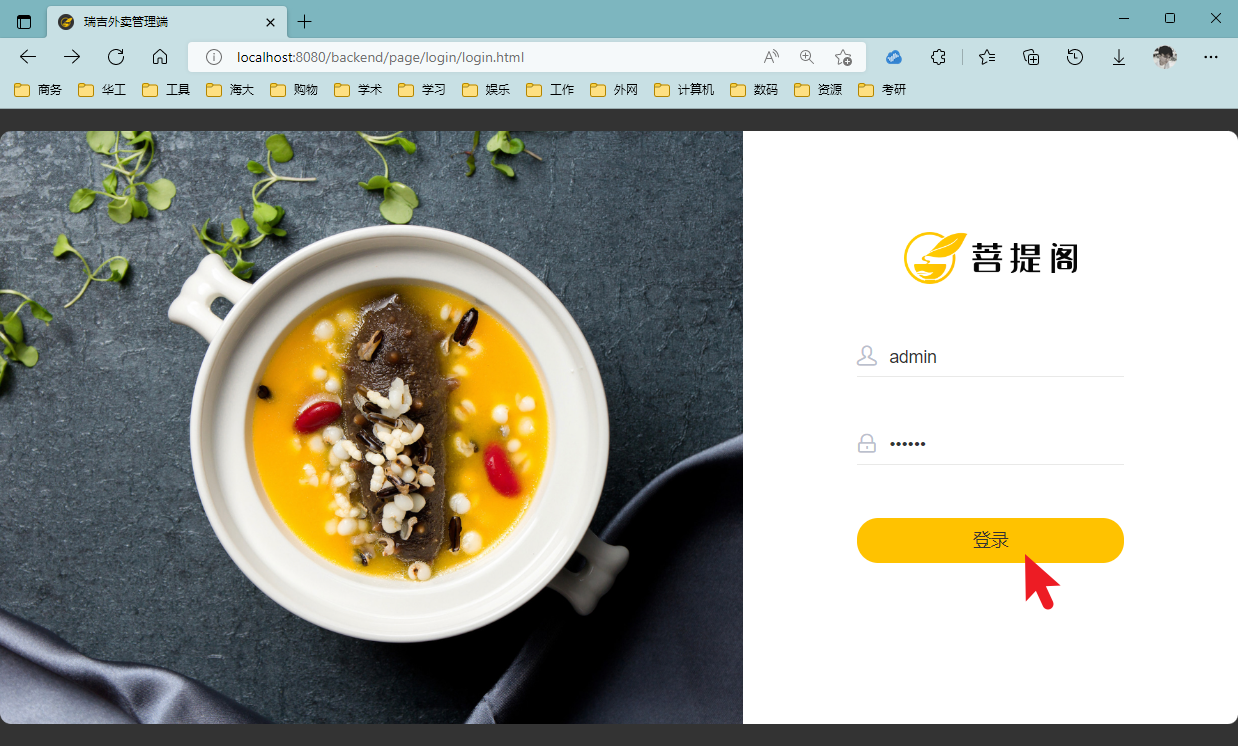 瑞吉外卖管理端
localhost:8080/backend/page/login/login.html
商务 华工 工具 海大 购物 学术 学习 娱乐 工作 外网 计算机 数码 资源 考研
菩提阁
admin
••••••
登录